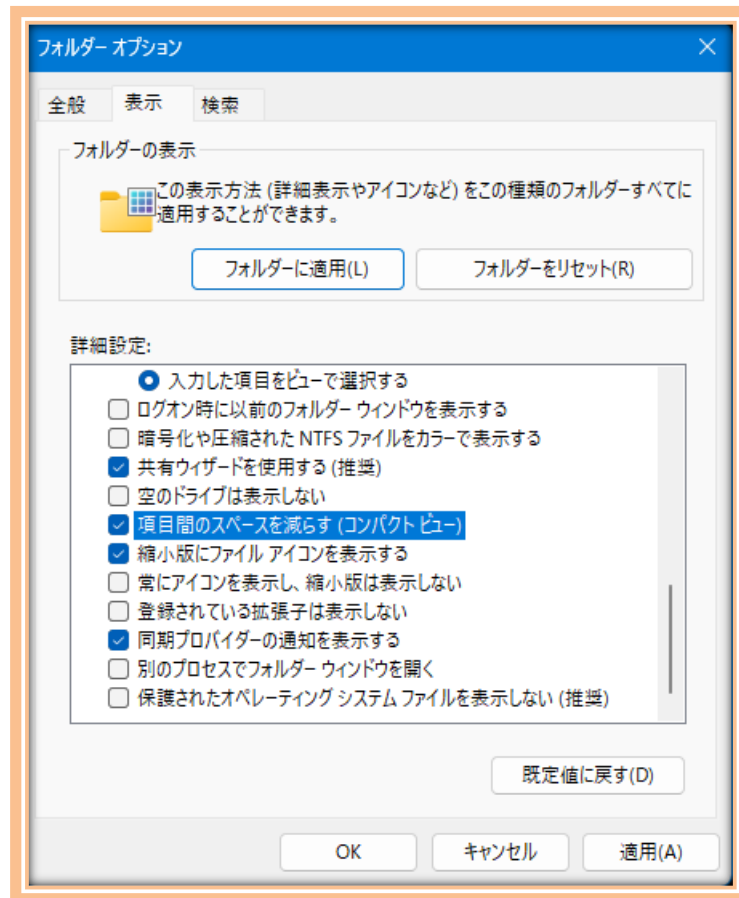 フォルダー オプション
全般 表示 検索
フォルダーの表示
この表示方法 (詳細表示やアイコンなど) をこの種類のフォルダーすべてに
適用することができます。
フォルダーに適用(L) フォルダーをリセット(R)
詳細設定:
入力した項目をビューで選択する
ログオン時に以前のフォルダー ウィンドウを表示する
暗号化や圧縮された NTFS ファイルをカラーで表示する
共有ウィザードを使用する (推奨)
空のドライブは表示しない
項目間のスペースを減らす (コンパクト ビュー)
縮小版にファイル アイコンを表示する
常にアイコンを表示し、縮小版は表示しない
登録されている拡張子は表示しない
同期プロバイダーの通知を表示する
別のプロセスでフォルダー ウィンドウを開く
保護されたオペレーティング システム ファイルを表示しない (推奨)
既定値に戻す(D)
OK キャンセル 適用(A)